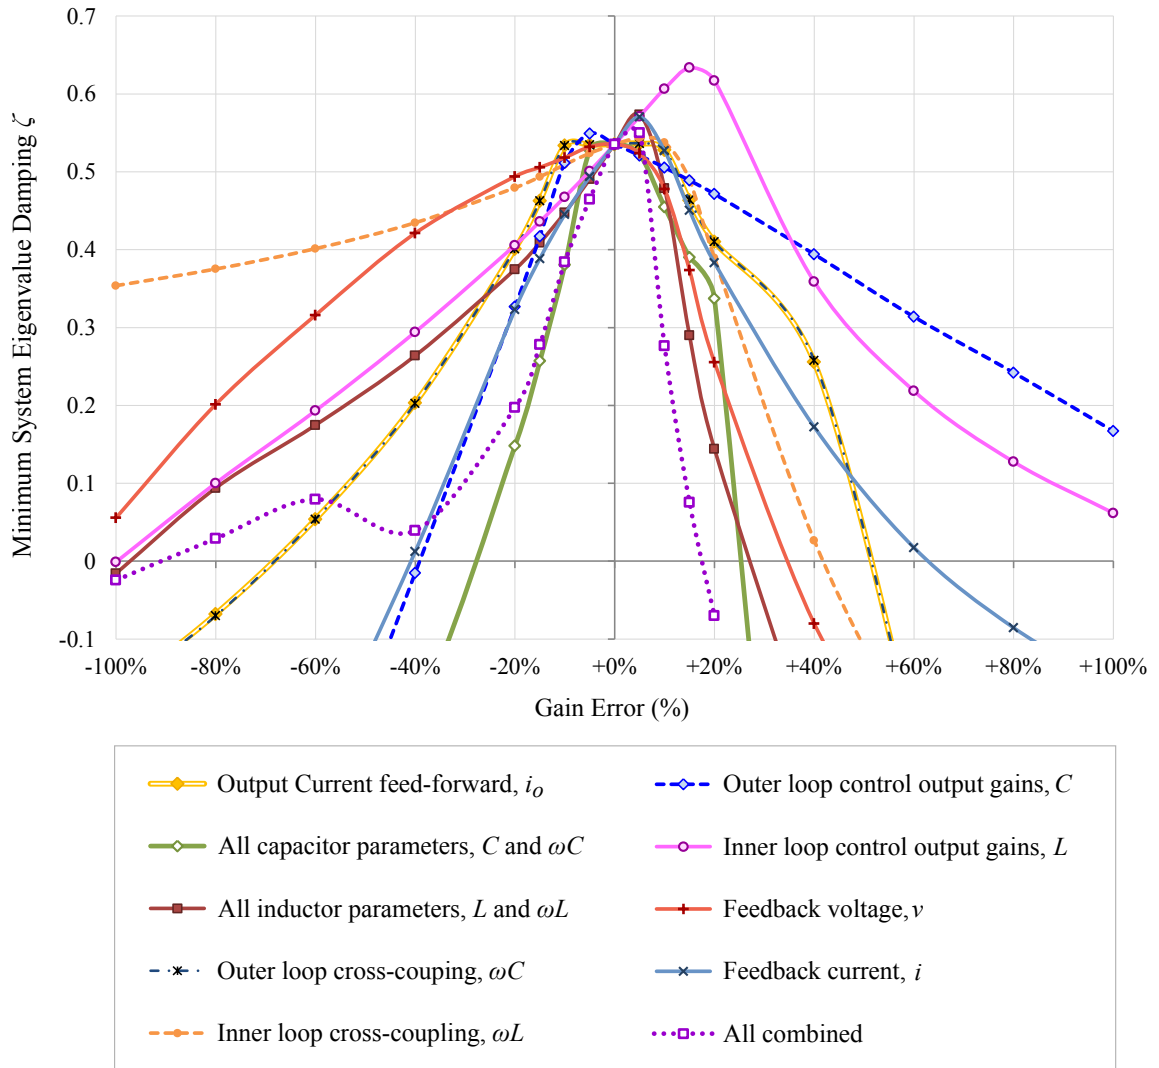 0.7
0.6
0.5
0.4
0.3
0.2
0.1
0
-0.1
Minimum System Eigenvalue Damping ζ
-100% -80% -60% -40% -20% +0% +20% +40% +60% +80% +100%
Gain Error (%)
Output Current feed-forward, io
Outer loop control output gains, C
All capacitor parameters, C and ωC
Inner loop control output gains, L
All inductor parameters, L and ωL
Feedback voltage, v
Outer loop cross-couping, ωC
Feedback current, i
Inner loop cross-coupling, ωL
All combined